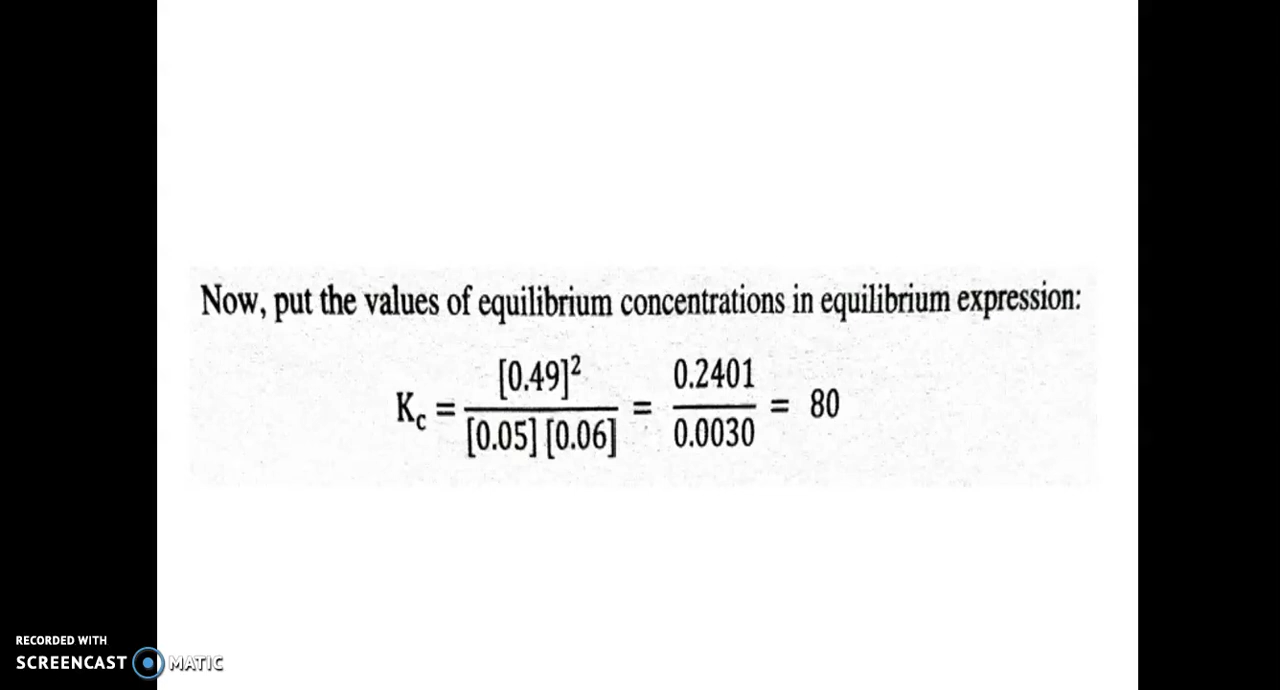 Now, put the values of equilibrium concentrations in equilibrium expression:
K_c = [0.49]² / [0.05] [0.06] = 0.2401 / 0.0030 = 80
RECORDED WITH
SCREENCAST MATIC